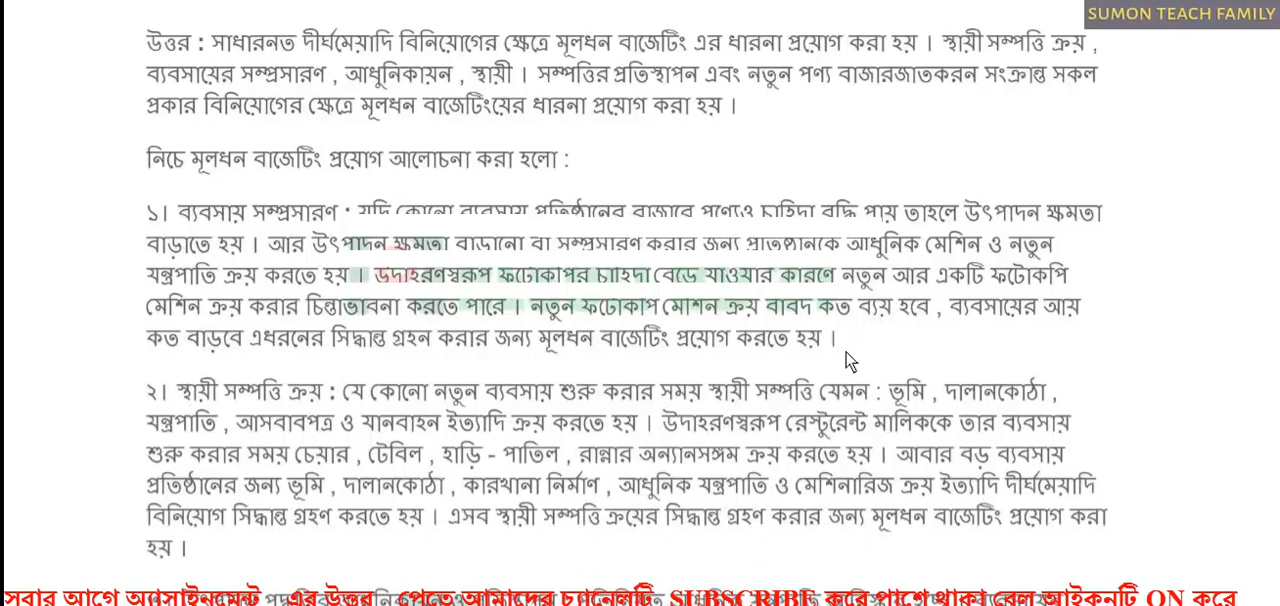 SUMON TEACH FAMILY
উত্তর : সাধারনত দীর্ঘমেয়াদি বিনিয়োগের ক্ষেত্রে মূলধন বাজেটিং এর ধারনা প্রয়োগ করা হয় । স্থায়ী সম্পত্তি ক্রয় ,
ব্যবসায়ের সম্প্রসারণ , আধুনিকায়ন , স্থায়ী । সম্পত্তির প্রতিস্থাপন এবং নতুন পণ্য বাজারজাতকরন সংক্রান্ত সকল
প্রকার বিনিয়োগের ক্ষেত্রে মূলধন বাজেটিংয়ের ধারনা প্রয়োগ করা হয় ।
নিচে মূলধন বাজেটিং প্রয়োগ আলোচনা করা হলো :
১। ব্যবসায় সম্প্রসারণ : যদি কোনো ব্যবসায় প্রতিষ্ঠানের বাজারে পণ্যেও চাহিদা বৃদ্ধি পায় তাহলে উৎপাদন ক্ষমতা
বাড়াতে হয় । আর উৎপাদন ক্ষমতা বাড়ানো বা সম্প্রসারণ করার জন্য প্রতিষ্ঠানকে আধুনিক মেশিন ও নতুন
যন্ত্রপাতি ক্রয় করতে হয় । উদাহরণস্বরূপ ফটোকপির চাহিদা বেড়ে যাওয়ার কারণে নতুন আর একটি ফটোকপি
মেশিন ক্রয় করার চিন্তাভাবনা করতে পারে । নতুন ফটোকপি মেশিন ক্রয় বাবদ কত ব্যয় হবে , ব্যবসায়ের আয়
কত বাড়বে এধরনের সিদ্ধান্ত গ্রহন করার জন্য মূলধন বাজেটিং প্রয়োগ করতে হয় ।
২। স্থায়ী সম্পত্তি ক্রয় : যে কোনো নতুন ব্যবসায় শুরু করার সময় স্থায়ী সম্পত্তি যেমন : ভূমি , দালানকোঠা ,
যন্ত্রপাতি , আসবাবপত্র ও যানবাহন ইত্যাদি ক্রয় করতে হয় । উদাহরণস্বরূপ রেস্টুরেন্ট মালিককে তার ব্যবসায়
শুরু করার সময় চেয়ার , টেবিল , হাড়ি - পাতিল , রান্নার অন্যানসঙ্গম ক্রয় করতে হয় । আবার বড় ব্যবসায়
প্রতিষ্ঠানের জন্য ভূমি , দালানকোঠা , কারখানা নির্মাণ , আধুনিক যন্ত্রপাতি ও মেশিনারিজ ক্রয় ইত্যাদি দীর্ঘমেয়াদি
বিনিয়োগ সিদ্ধান্ত গ্রহণ করতে হয় । এসব স্থায়ী সম্পত্তি ক্রয়ের সিদ্ধান্ত গ্রহণ করার জন্য মূলধন বাজেটিং প্রয়োগ করা
হয় ।
সবার আগে অ্যাসাইনমেন্ট এর উত্তর পেতে আমাদের চ্যানেলটি SUBSCRIBE করে পাশে থাকা বেল আইকনটি ON করে